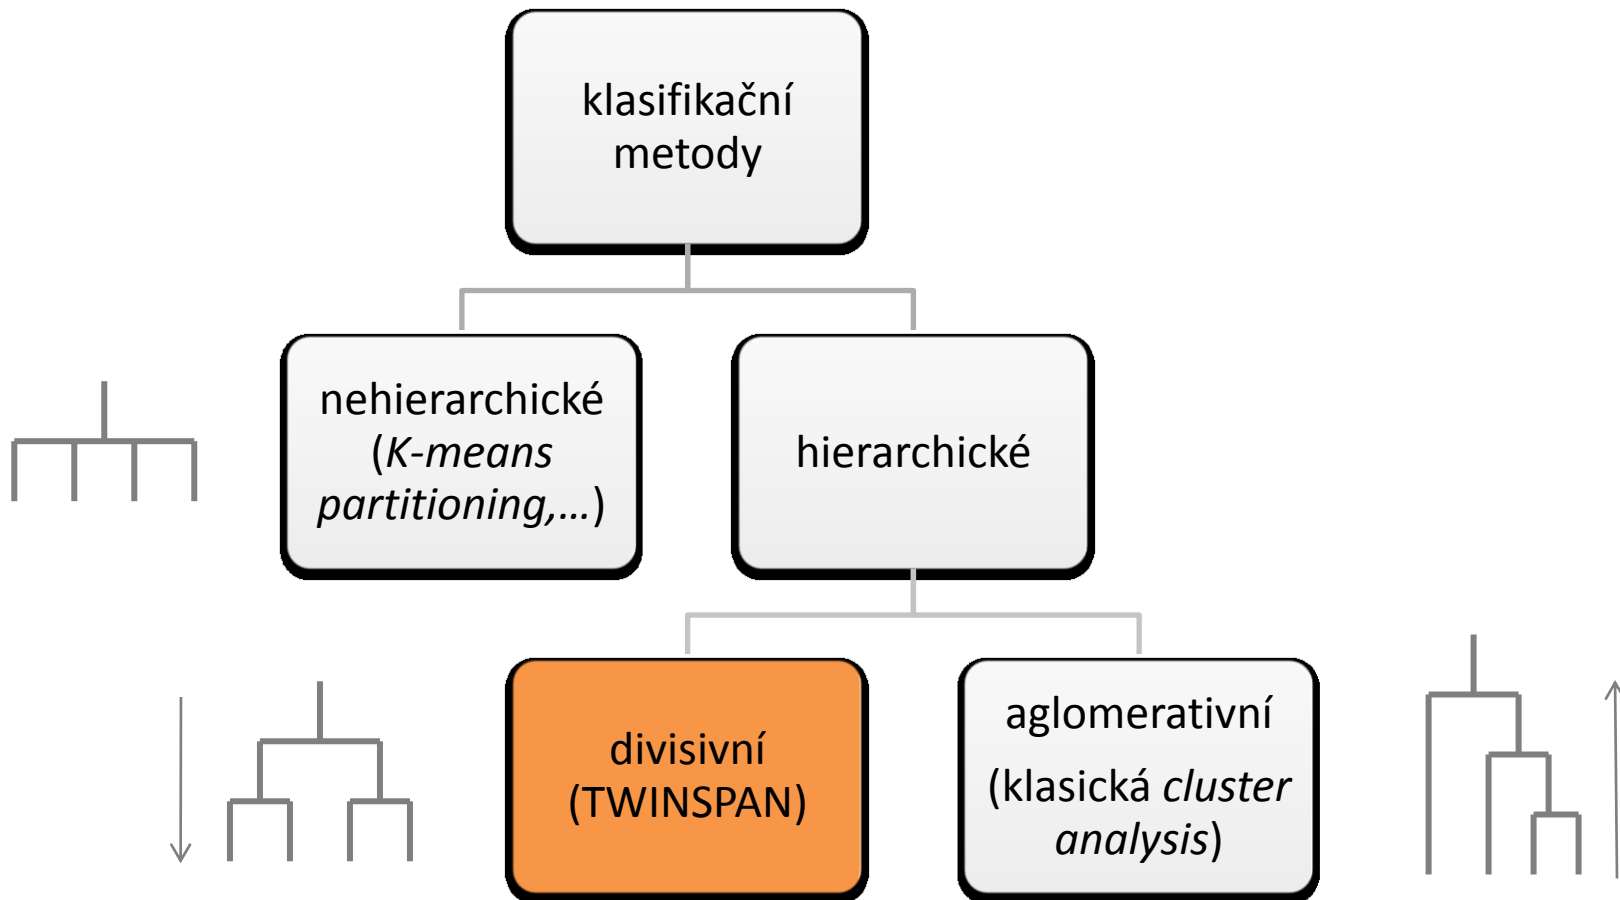 klasifikační
metody
nehierarchické
(K-means
partitioning,…)
hierarchické
divisivní
(TWINSPAN)
aglomerativní
(klasická cluster
analysis)